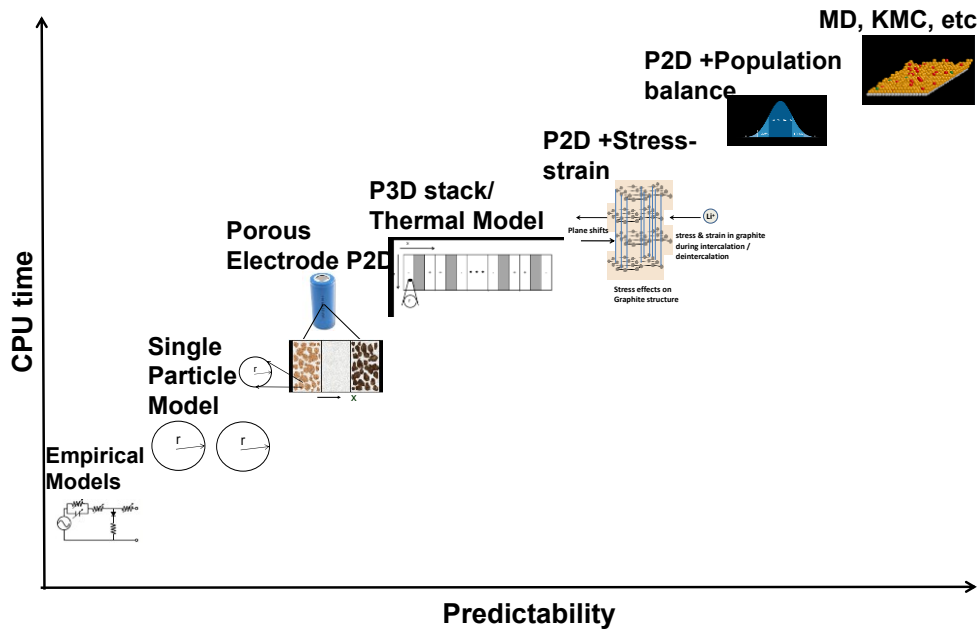 MD, KMC, etc
P2D +Population
balance
P2D +Stress-
strain
P3D stack/
Thermal Model
Plane shifts
Li+
stress & strain in graphite
during intercalation /
deintercalation
Stress effects on
Graphite structure
Porous
Electrode P2D
Single
Particle
Model
r
X
r
r
Empirical
Models
CPU time
Predictability